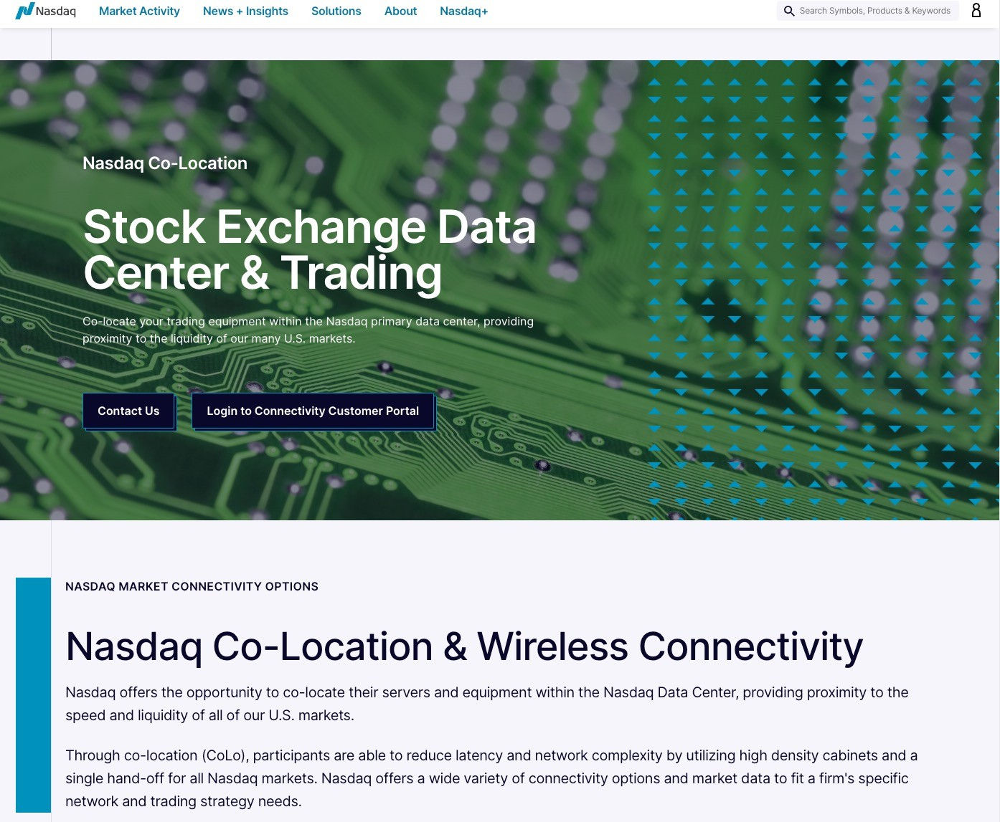 Nasdaq
Market Activity
News + Insights
Solutions
About
Nasdaq+
Search Symbols, Products & Keywords
Nasdaq Co-Location
Stock Exchange Data
Center & Trading
Co-locate your trading equipment within the Nasdaq primary data center, providing
proximity to the liquidity of our many U.S. markets.
Contact Us
Login to Connectivity Customer Portal
NASDAQ MARKET CONNECTIVITY OPTIONS
Nasdaq Co-Location & Wireless Connectivity
Nasdaq offers the opportunity to co-locate their servers and equipment within the Nasdaq Data Center, providing proximity to the
speed and liquidity of all of our U.S. markets.
Through co-location (CoLo), participants are able to reduce latency and network complexity by utilizing high density cabinets and a
single hand-off for all Nasdaq markets. Nasdaq offers a wide variety of connectivity options and market data to fit a firm's specific
network and trading strategy needs.